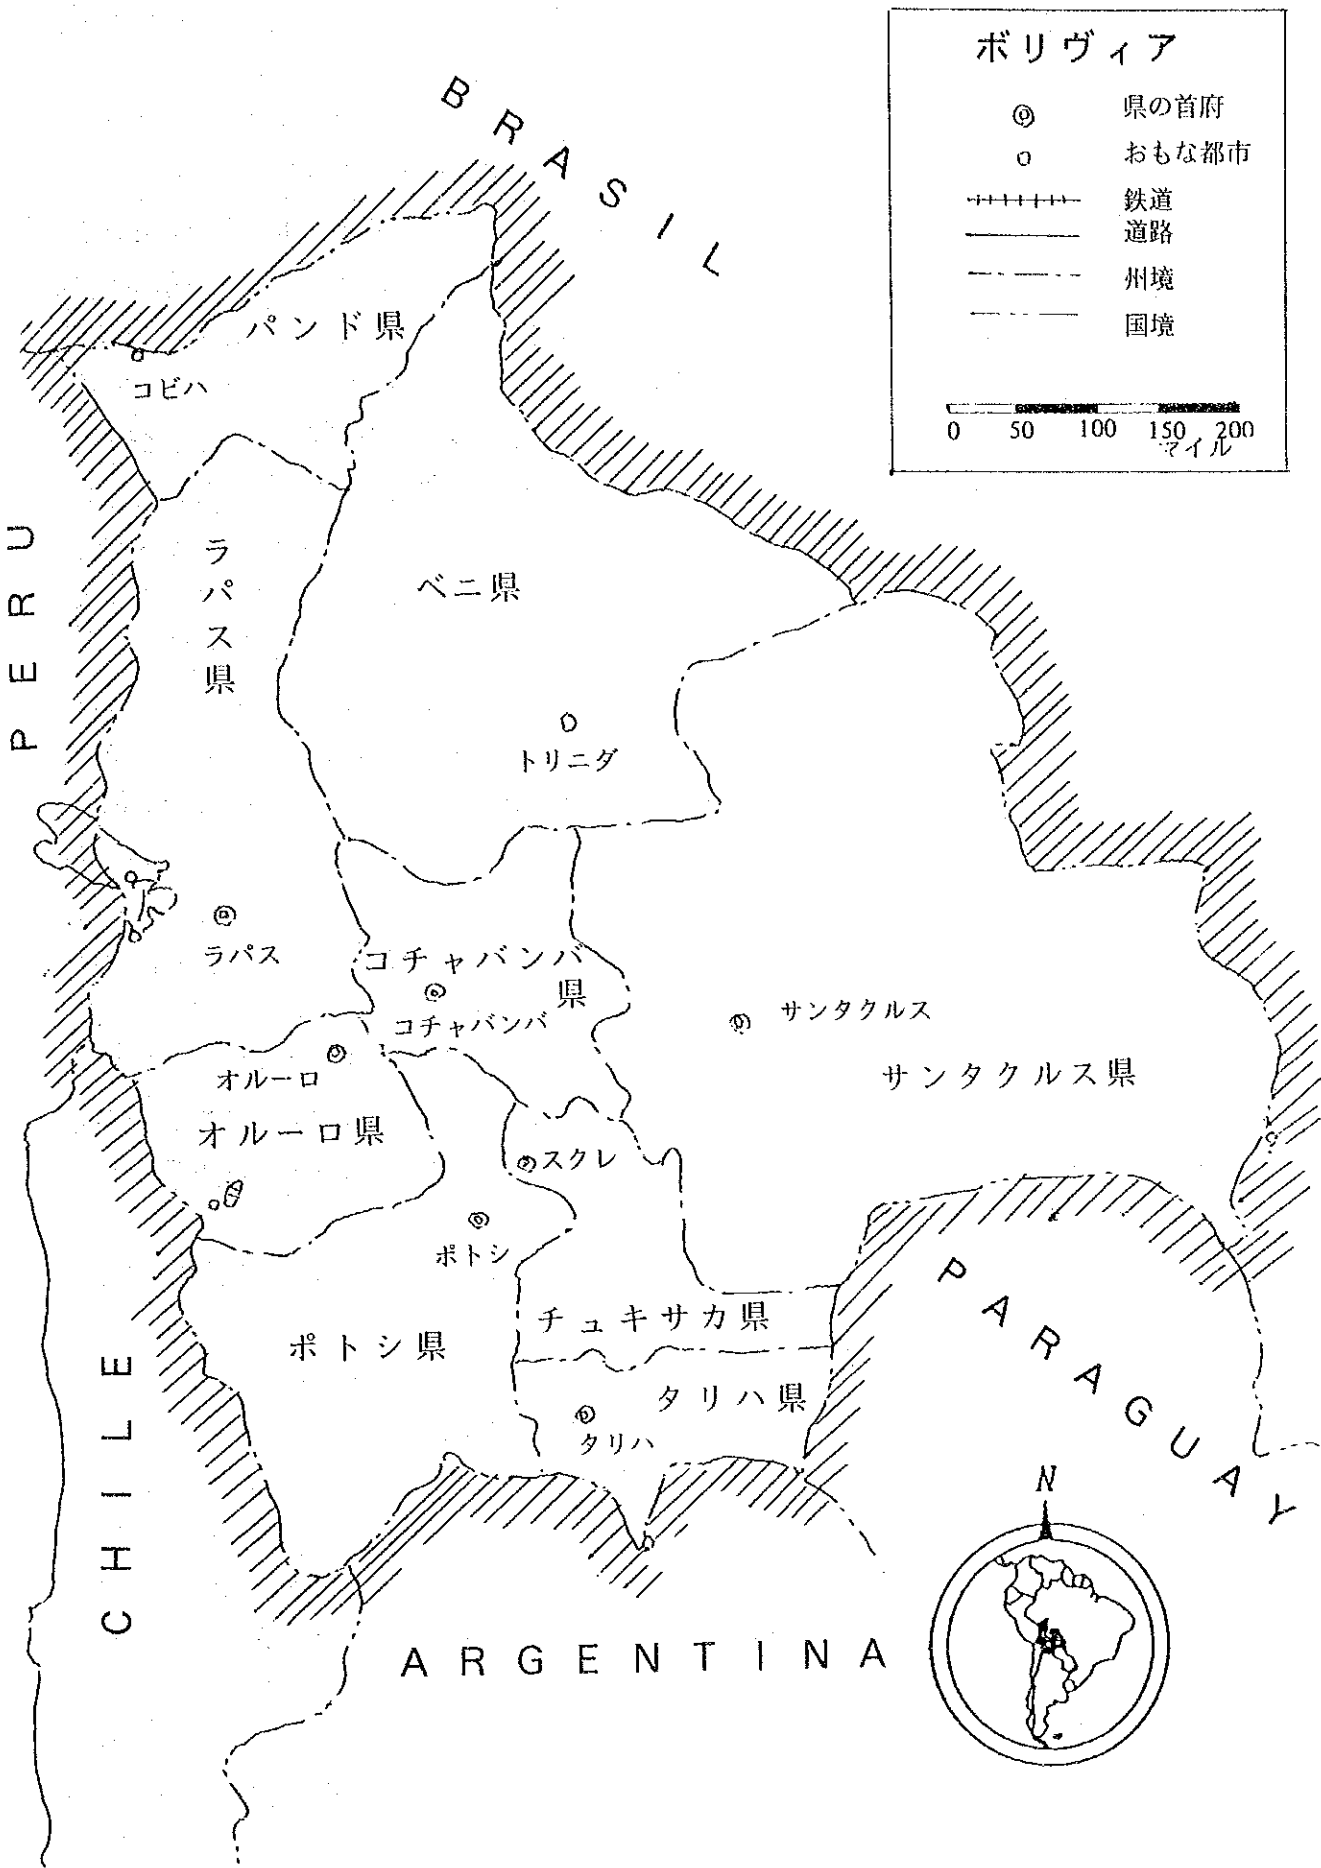 ボリヴィア
県の首府
おもな都市
鉄道
道路
州境
国境
0 50 100 150 200
マイル
BRASIL
パンド県
コビハ
PERU
ラパス県
ベニ県
トリニダ
ラパス
コチャバンバ県
コチャバンバ
サンタクルス
サンタクルス県
オルーロ
オルーロ県
スクレ
ポトシ
チュキサカ県
ポトシ県
タリハ県
タリハ
PARAGUAY
CHILE
N
ARGENTINA